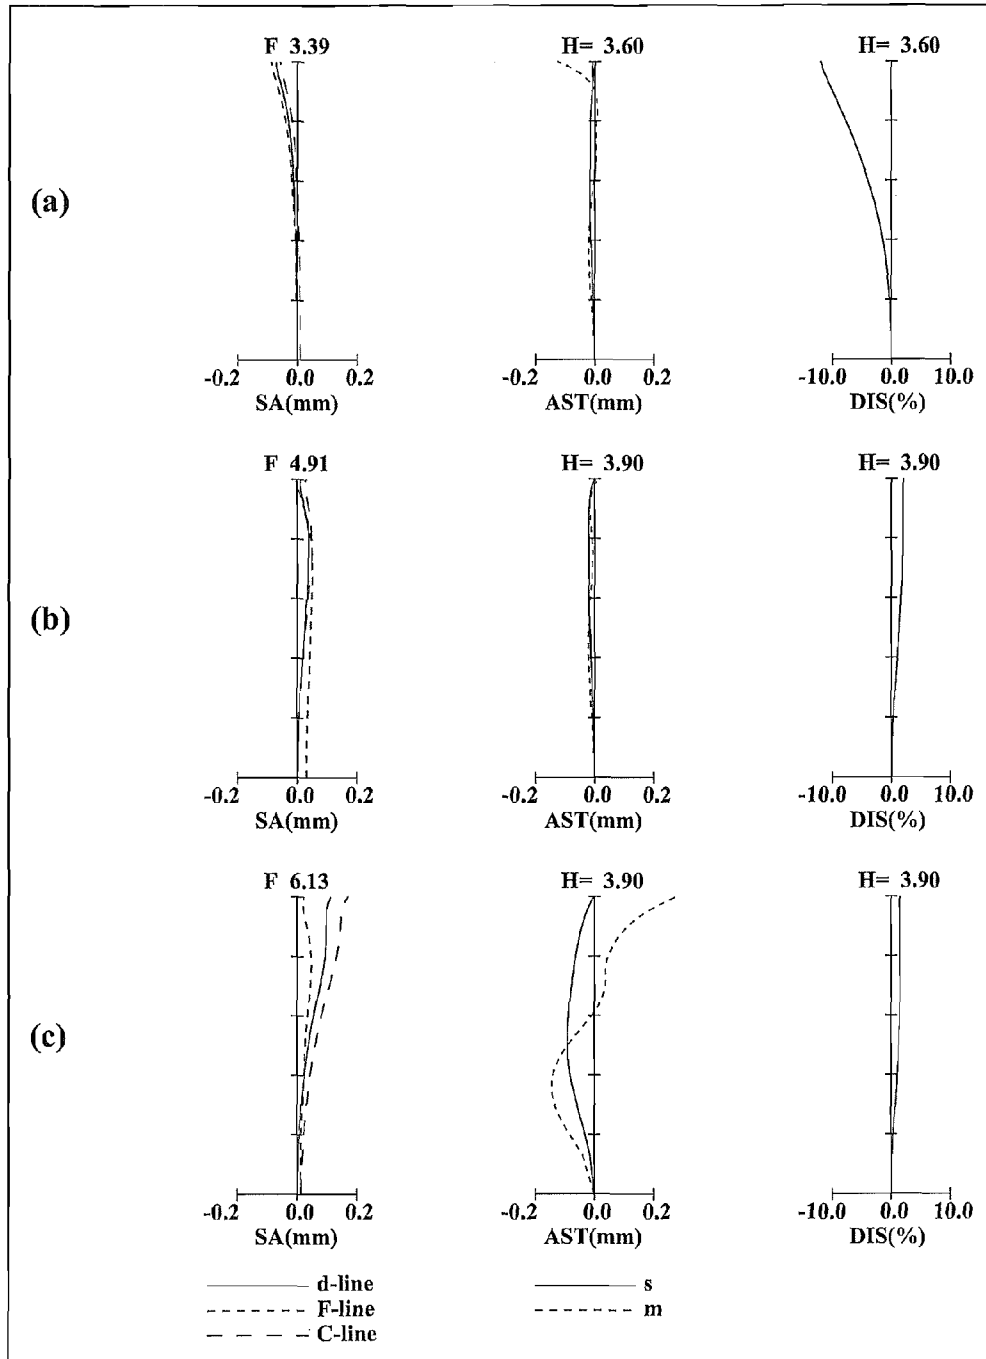 F 3.39 H= 3.60 H= 3.60
(a)
-0.2 0.0 0.2 -0.2 0.0 0.2 -10.0 0.0 10.0
SA(mm) AST(mm) DIS(%)
F 4.91 H= 3.90 H= 3.90
(b)
-0.2 0.0 0.2 -0.2 0.0 0.2 -10.0 0.0 10.0
SA(mm) AST(mm) DIS(%)
F 6.13 H= 3.90 H= 3.90
(c)
-0.2 0.0 0.2 -0.2 0.0 0.2 -10.0 0.0 10.0
SA(mm) AST(mm) DIS(%)
d-line s
F-line m
C-line